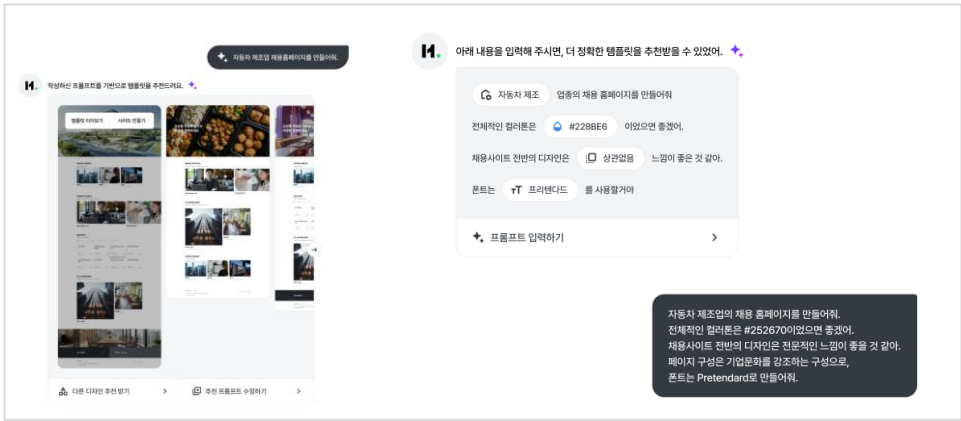 자동차 제조업 채용홈페이지를 만들어줘.
작성하신 프롬프트를 기반으로 템플릿을 추천드려요.
템플릿 미리보기 사이트 만들기
다른 디자인 추천 받기
추천 프롬프트 수정하기
아래 내용을 입력해 주시면, 더 정확한 템플릿을 추천받을 수 있었어.
자동차 제조 업종의 채용 홈페이지를 만들어줘
전체적인 컬러톤은 #228BE6 이었으면 좋겠어.
채용사이트 전반의 디자인은 상관없음 느낌이 좋은 것 같아.
폰트는 프리텐다드 를 사용할거야
프롬프트 입력하기
자동차 제조업의 채용 홈페이지를 만들어줘.
전체적인 컬러톤은 #252670이었으면 좋겠어.
채용사이트 전반의 디자인은 전문적인 느낌이 좋을 것 같아.
페이지 구성은 기업문화를 강조하는 구성으로,
폰트는 Pretendard로 만들어줘.